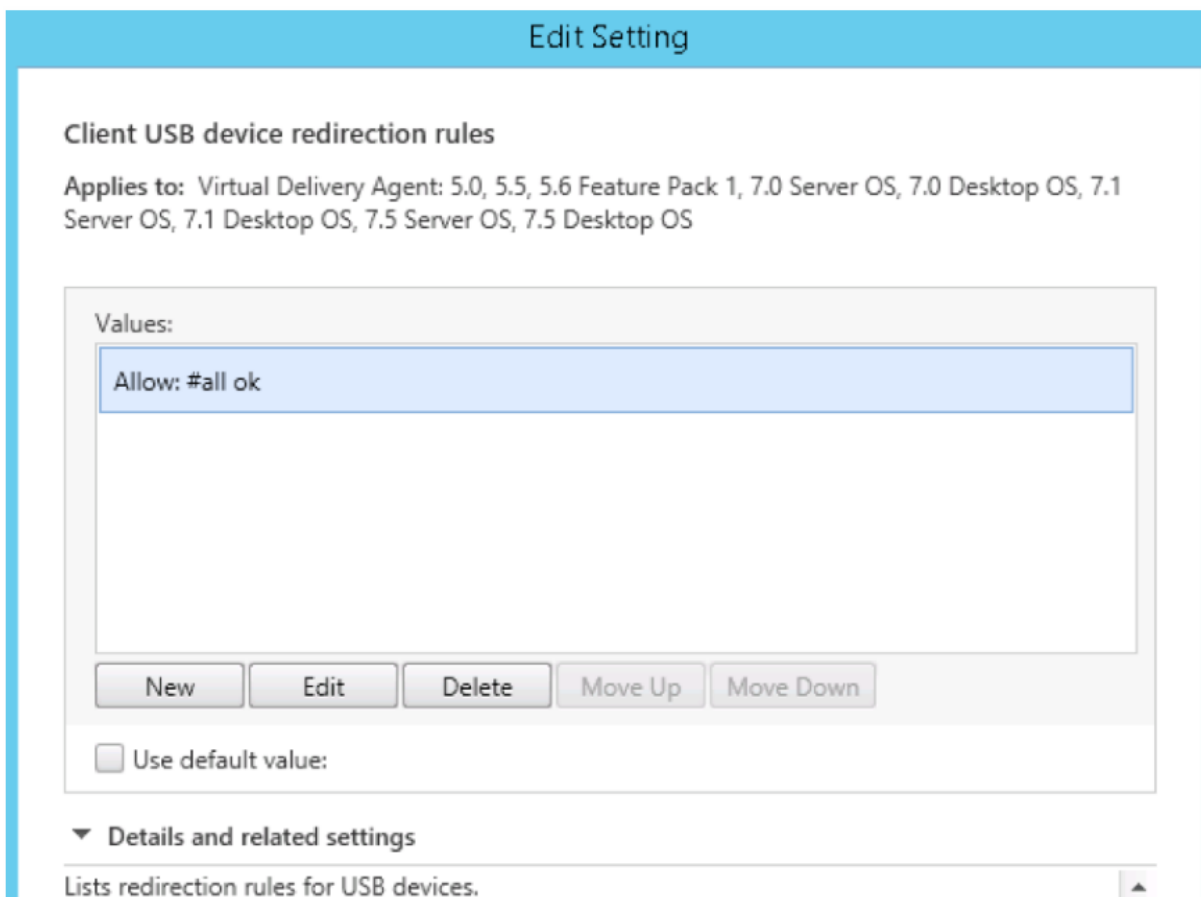 Edit Setting
Client USB device redirection rules
Applies to: Virtual Delivery Agent: 5.0, 5.5, 5.6 Feature Pack 1, 7.0 Server OS, 7.0 Desktop OS, 7.1
Server OS, 7.1 Desktop OS, 7.5 Server OS, 7.5 Desktop OS
Values:
Allow: #all ok
New Edit Delete Move Up Move Down
Use default value:
Details and related settings
Lists redirection rules for USB devices.